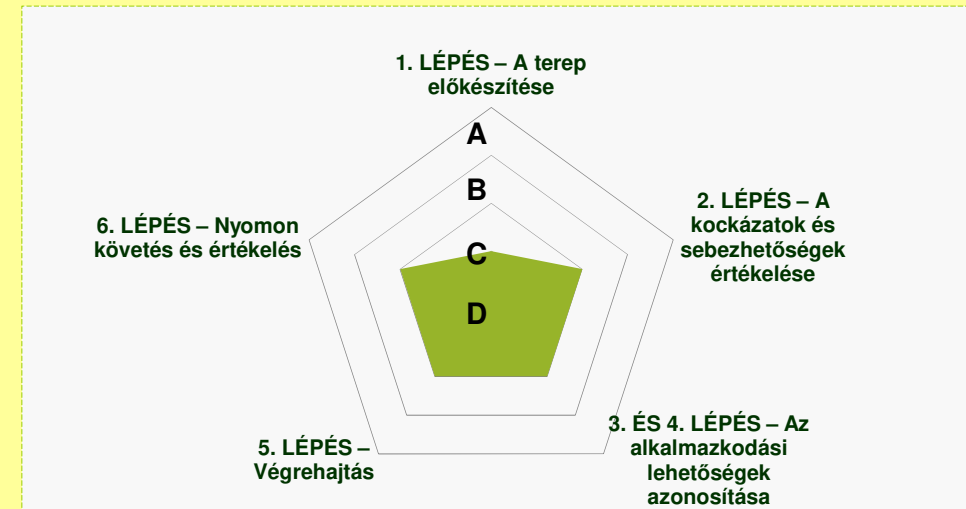 1. LÉPÉS – A terep
előkészítése
A
B
C
D
2. LÉPÉS – A
kockázatok és
sebezhetőségek
értékelése
3. ÉS 4. LÉPÉS – Az
alkalmazkodási
lehetőségek
azonosítása
5. LÉPÉS –
Végrehajtás
6. LÉPÉS – Nyomon
követés és értékelés